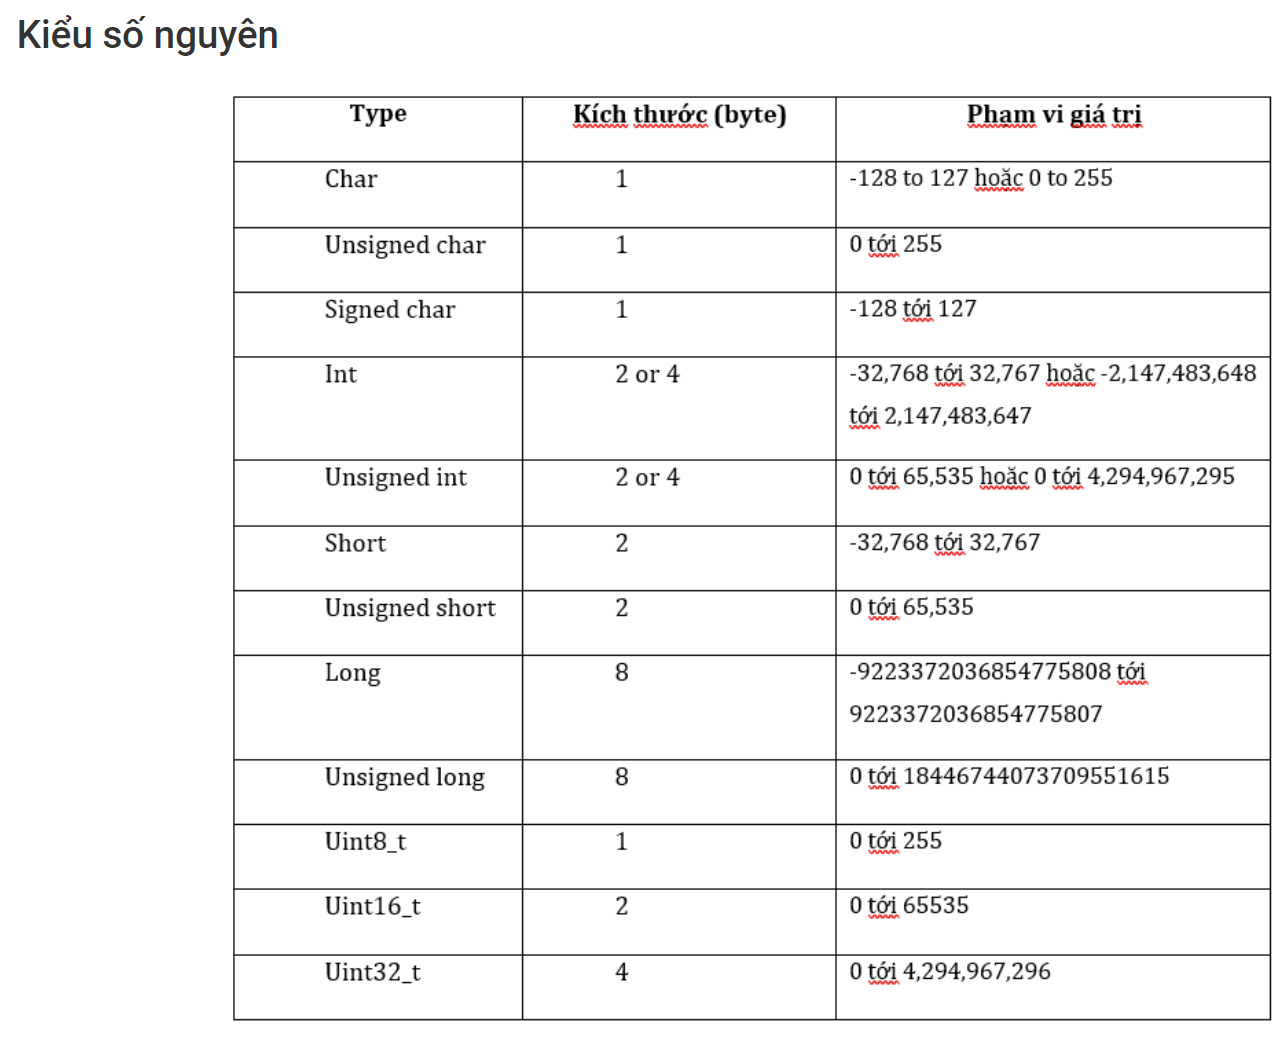 Kiểu số nguyên
Type Kích thước (byte) Phạm vi giá trị
Char 1 -128 to 127 hoặc 0 to 255
Unsigned char 1 0 tới 255
Signed char 1 -128 tới 127
Int 2 or 4 -32,768 tới 32,767 hoặc -2,147,483,648
tới 2,147,483,647
Unsigned int 2 or 4 0 tới 65,535 hoặc 0 tới 4,294,967,295
Short 2 -32,768 tới 32,767
Unsigned short 2 0 tới 65,535
Long 8 -9223372036854775808 tới
9223372036854775807
Unsigned long 8 0 tới 18446744073709551615
Uint8_t 1 0 tới 255
Uint16_t 2 0 tới 65535
Uint32_t 4 0 tới 4,294,967,296